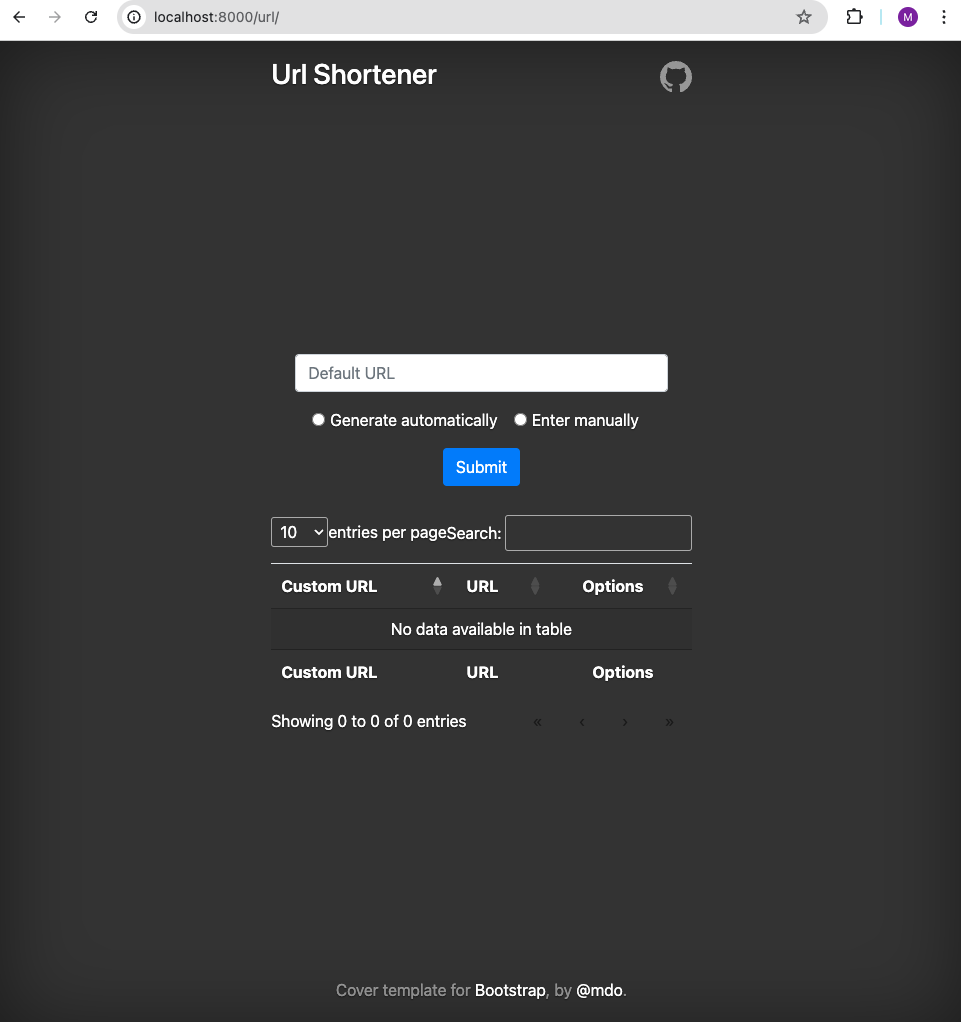 localhost:8000/url/
M
Url Shortener
Default URL
Generate automatically Enter manually
Submit
10 entries per pageSearch:
Custom URL URL Options
No data available in table
Custom URL URL Options
Showing 0 to 0 of 0 entries « ‹ › »
Cover template for Bootstrap, by @mdo.